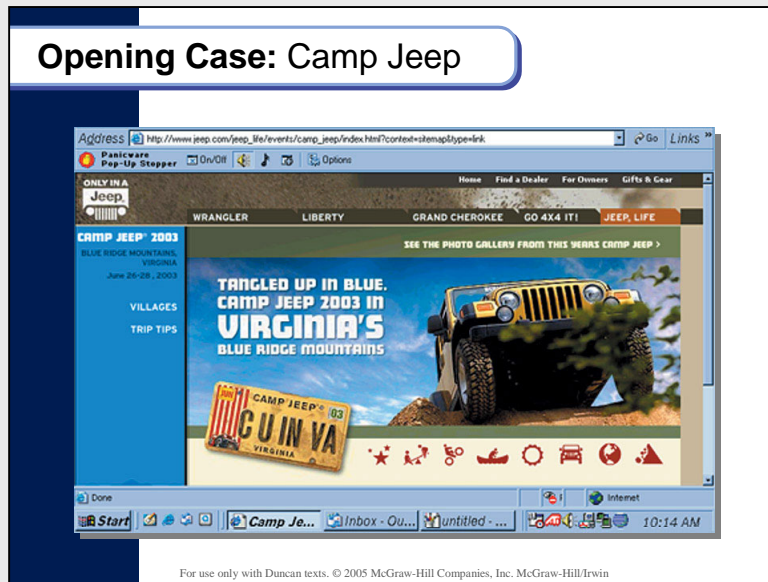 Opening Case: Camp Jeep
Address http://www.jeep.com/jeep_life/events/camp_jeep/index.html?context=sitemap&type=link Go Links »
Panicware
Pop-Up Stopper On/Off Options
ONLY IN A
Jeep
Home Find a Dealer For Owners Gifts & Gear
WRANGLER LIBERTY GRAND CHEROKEE GO 4X4 IT! JEEP, LIFE
CAMP JEEP® 2003
BLUE RIDGE MOUNTAINS,
VIRGINIA
June 26-28, 2003
VILLAGES
TRIP TIPS
SEE THE PHOTO GALLERY FROM THIS YEARS CAMP JEEP >
TANGLED UP IN BLUE.
CAMP JEEP 2003 IN
VIRGINIA'S
BLUE RIDGE MOUNTAINS
JUN CAMP JEEP® 03
C U IN VA
VIRGINIA
Done Internet
Start Camp Je... Inbox - Ou... untitled - ... 10:14 AM
For use only with Duncan texts. © 2005 McGraw-Hill Companies, Inc. McGraw-Hill/Irwin